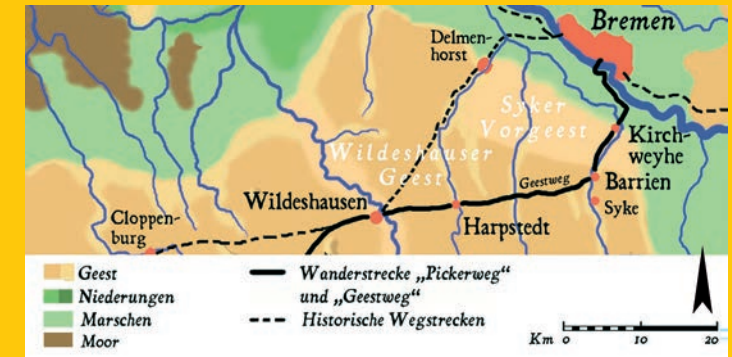 Bremen
Delmen-
horst
Syker
Vorgeest
Kirch-
weyhe
Wildeshauser
Geest
Geestweg
Barrien
Wildeshausen
Syke
Cloppen-
burg
Harpstedt
Geest
Niederungen
Marschen
Moor
Wanderstrecke „Pickerweg“
und „Geestweg“
Historische Wegstrecken
Km 0 10 20